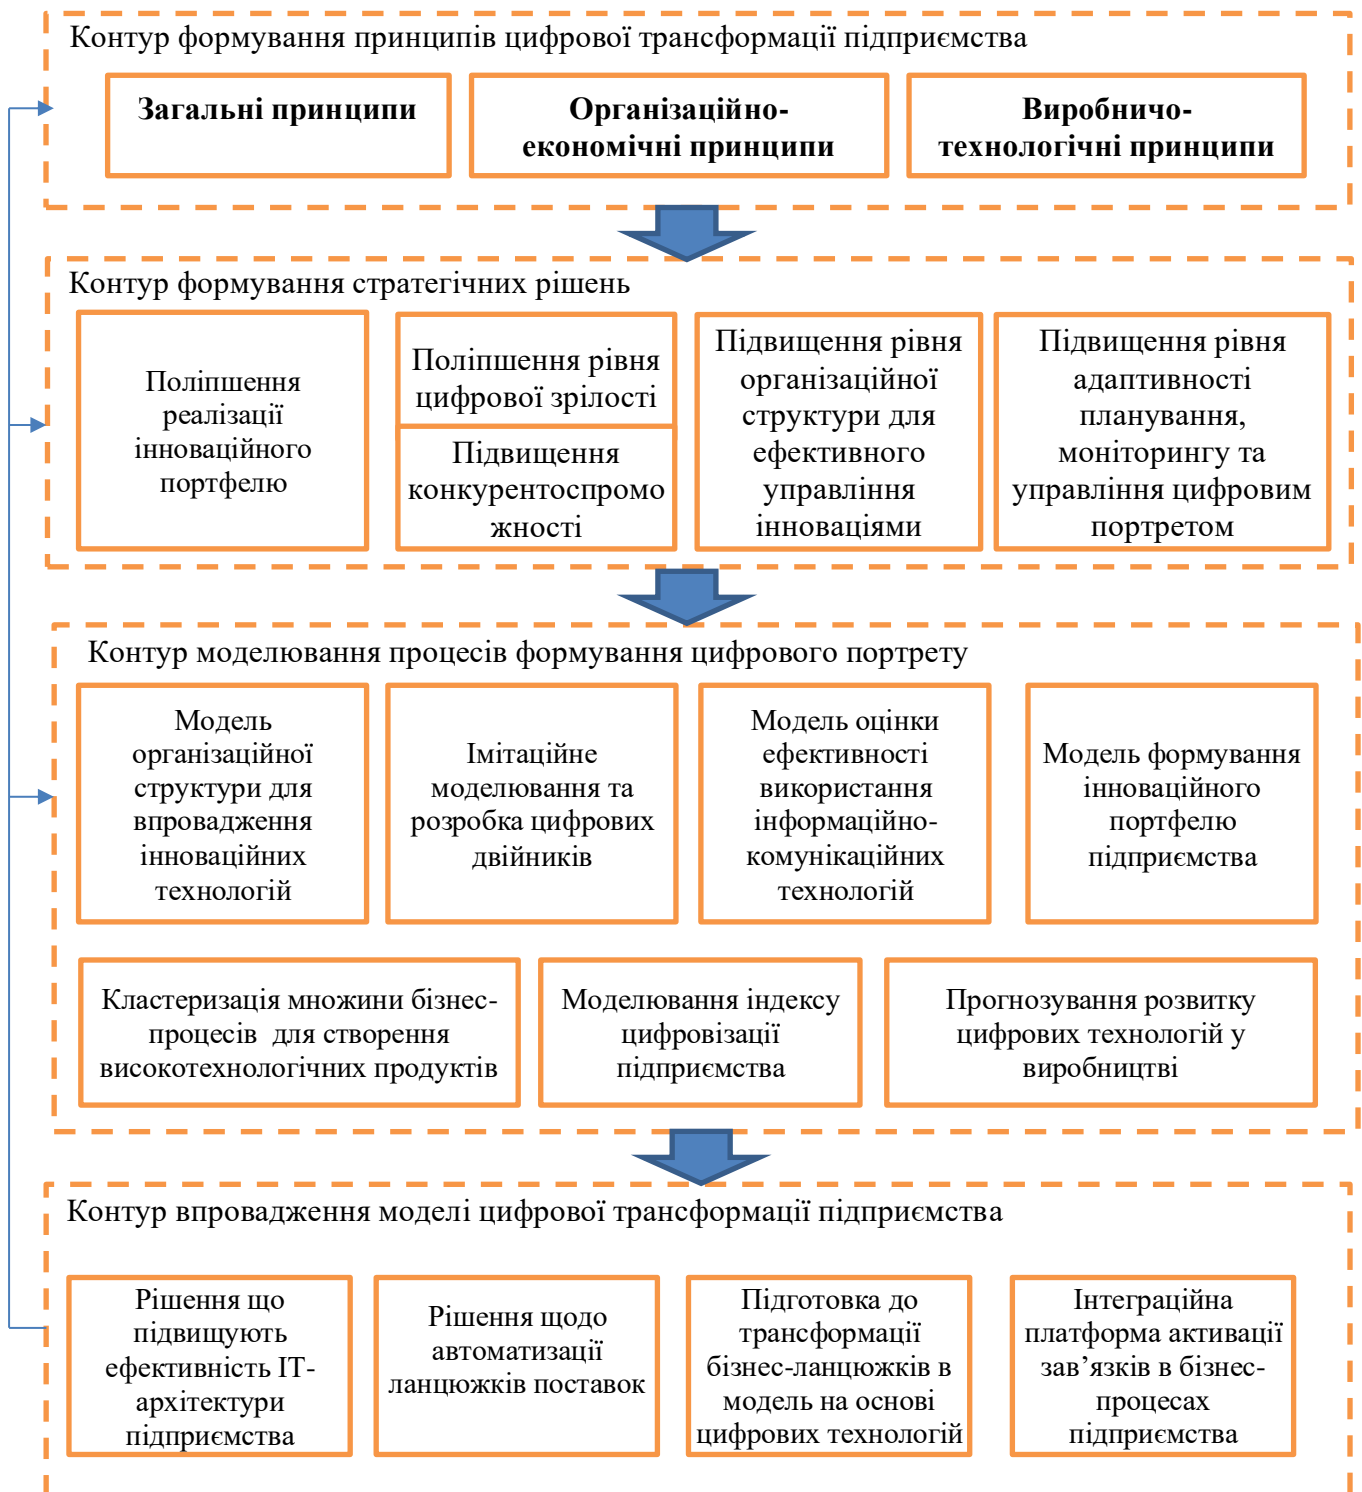 Контур формування принципів цифрової трансформації підприємства
Загальні принципи
Організаційно-
економічні принципи
Виробничо-
технологічні принципи
Контур формування стратегічних рішень
Поліпшення
реалізації
інноваційного
портфелю
Поліпшення рівня
цифрової зрілості
Підвищення
конкурентоспромо
жності
Підвищення рівня
організаційної
структури для
ефективного
управління
інноваціями
Підвищення рівня
адаптивності
планування,
моніторингу та
управління цифровим
портретом
Контур моделювання процесів формування цифрового портрету
Модель
організаційної
структури для
впровадження
інноваційних
технологій
Імітаційне
моделювання та
розробка цифрових
двійників
Модель оцінки
ефективності
використання
інформаційно-
комунікаційних
технологій
Модель формування
інноваційного
портфелю
підприємства
Кластеризація множини бізнес-
процесів для створення
високотехнологічних продуктів
Моделювання індексу
цифровізації
підприємства
Прогнозування розвитку
цифрових технологій у
виробництві
Контур впровадження моделі цифрової трансформації підприємства
Рішення що
підвищують
ефективність ІТ-
архітектури
підприємства
Рішення щодо
автоматизації
ланцюжків поставок
Підготовка до
трансформації
бізнес-ланцюжків в
модель на основі
цифрових технологій
Інтеграційна
платформа активації
зав’язків в бізнес-
процесах
підприємства